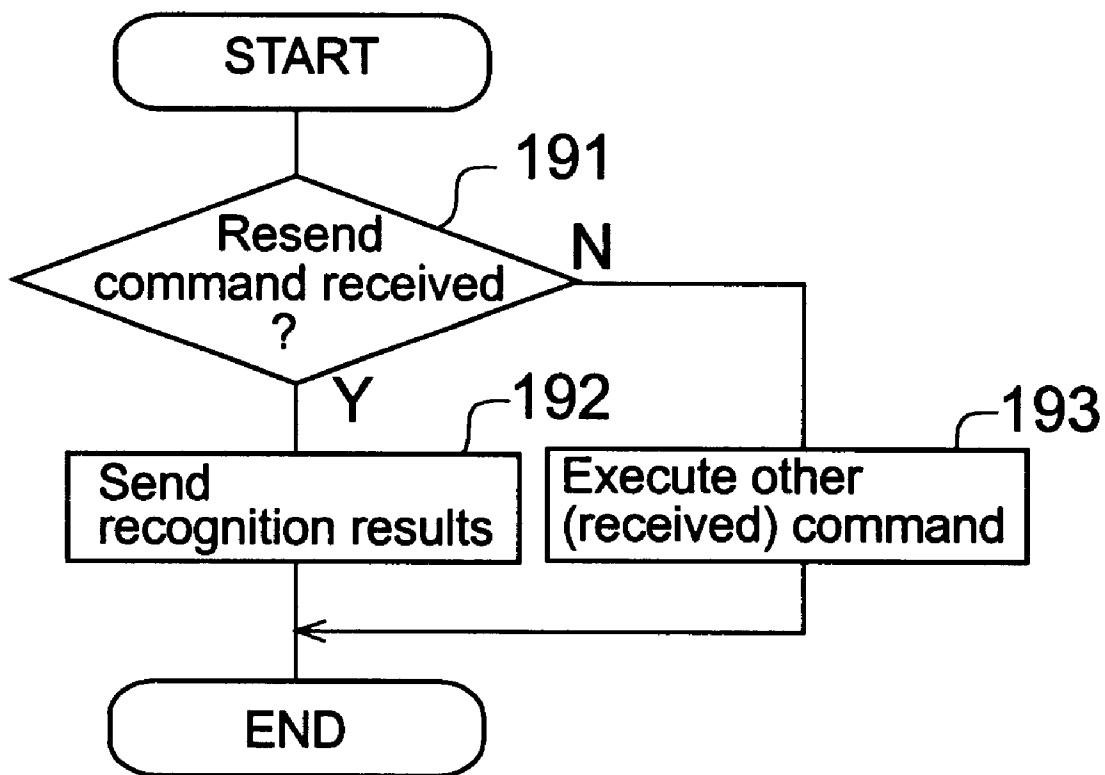 START
191
Resend
command received
?
N
Y
192
Send
recognition results
193
Execute other
(received) command
END